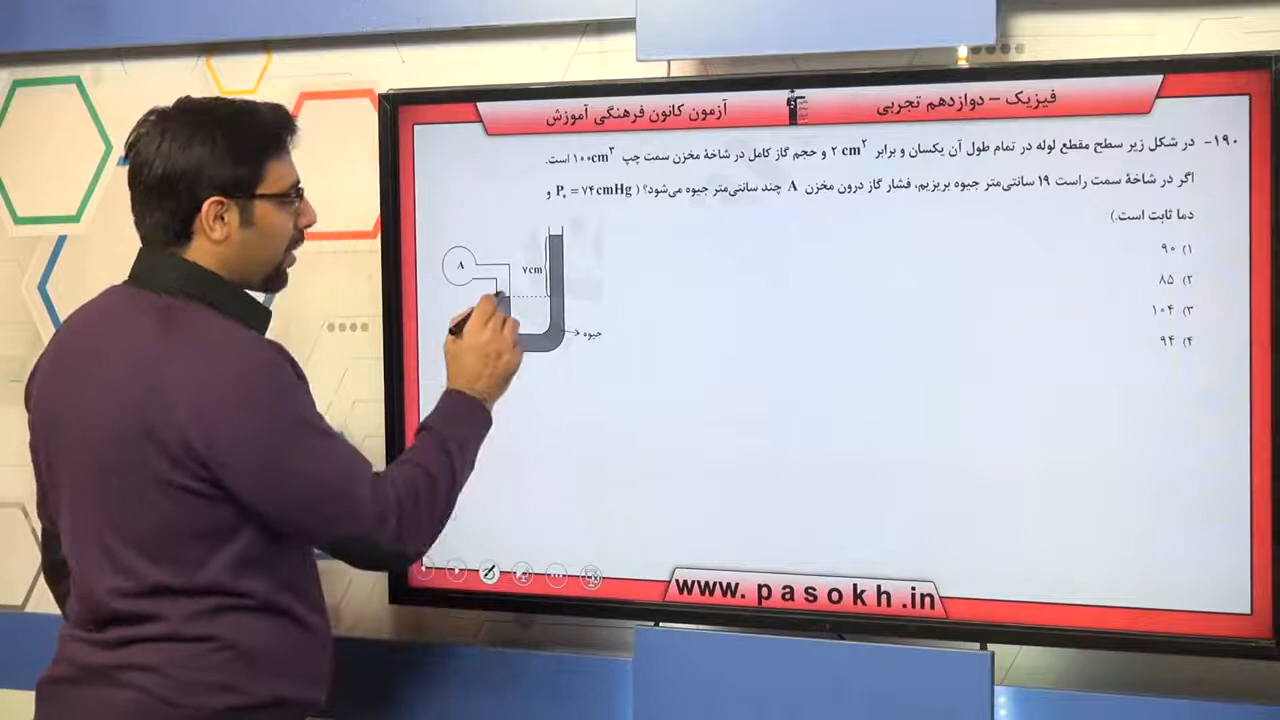 آزمون کانون فرهنگی آموزش
فیزیک – دوازدهم تجربی
۱۹۰- در شکل زیر سطح مقطع لوله در تمام طول آن یکسان و برابر ۲ cm۲ و حجم گاز کامل در شاخهٔ مخزن سمت چپ ۱۰۰cm۳ است.
اگر در شاخهٔ سمت راست ۱۹ سانتی‌متر جیوه بریزیم، فشار گاز درون مخزن A چند سانتی‌متر جیوه می‌شود؟ (P۰ = ۷۴cmHg و
دما ثابت است.)
۱) ۹۰
۲) ۸۵
۳) ۱۰۴
۴) ۹۴
A
۷cm
جیوه
www.pasokh.in